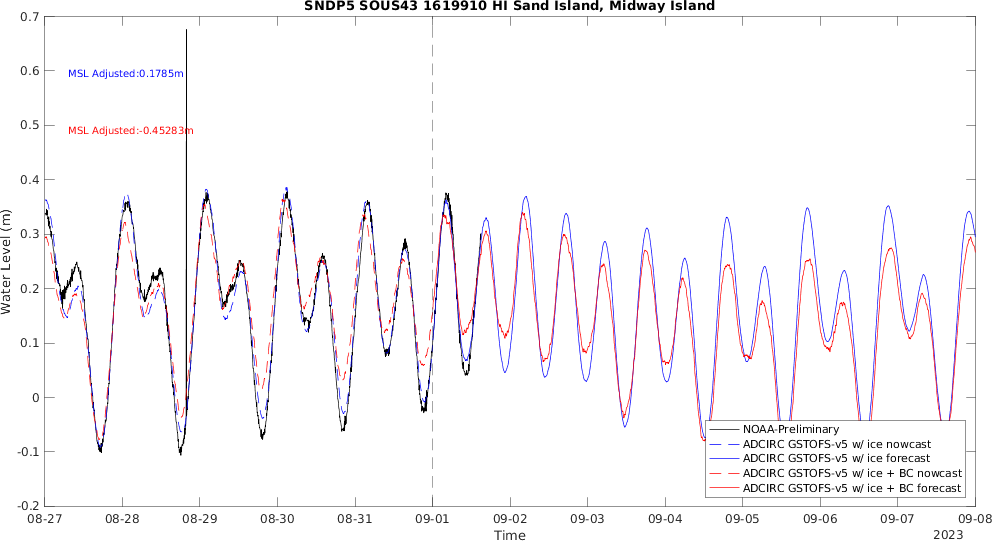 SNDP5 SOUS43 1619910 HI Sand Island, Midway Island
0.7
0.6
0.5
0.4
0.3
0.2
0.1
0
-0.1
-0.2
Water Level (m)
MSL Adjusted:0.1785m
MSL Adjusted:-0.45283m
NOAA-Preliminary
ADCIRC GSTOFS-v5 w/ ice nowcast
ADCIRC GSTOFS-v5 w/ ice forecast
ADCIRC GSTOFS-v5 w/ ice + BC nowcast
ADCIRC GSTOFS-v5 w/ ice + BC forecast
08-27 08-28 08-29 08-30 08-31 09-01 09-02 09-03 09-04 09-05 09-06 09-07 09-08
Time
2023